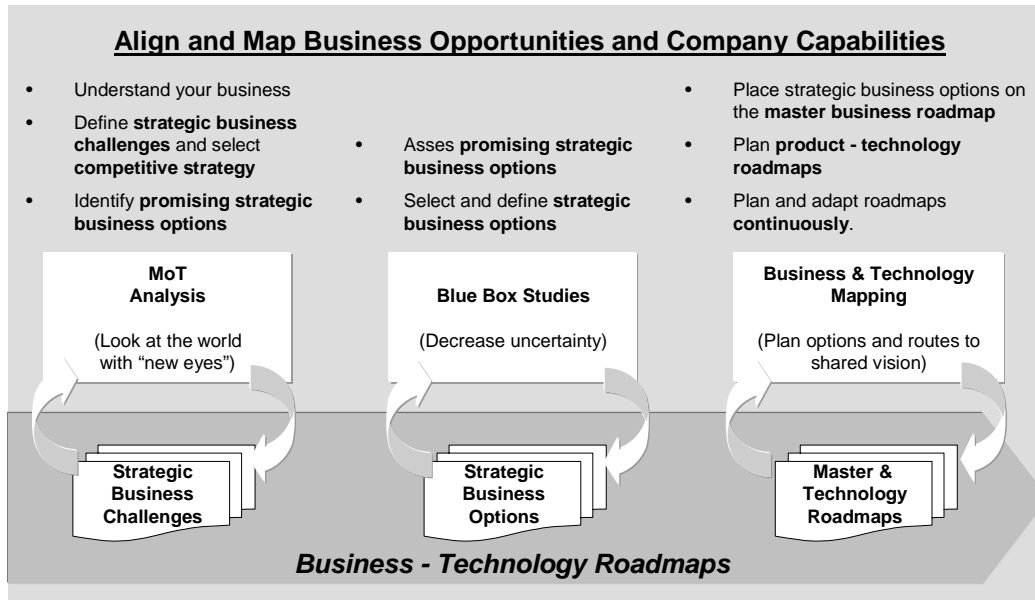 Align and Map Business Opportunities and Company Capabilities
• Understand your business
• Define strategic business
challenges and select
competitive strategy
• Identify promising strategic
business options
• Asses promising strategic
business options
• Select and define strategic
business options
• Place strategic business options on
the master business roadmap
• Plan product - technology
roadmaps
• Plan and adapt roadmaps
continuously.
MoT
Analysis
(Look at the world
with “new eyes”)
Blue Box Studies
(Decrease uncertainty)
Business & Technology
Mapping
(Plan options and routes to
shared vision)
Strategic
Business
Challenges
Strategic
Business
Options
Master &
Technology
Roadmaps
Business - Technology Roadmaps